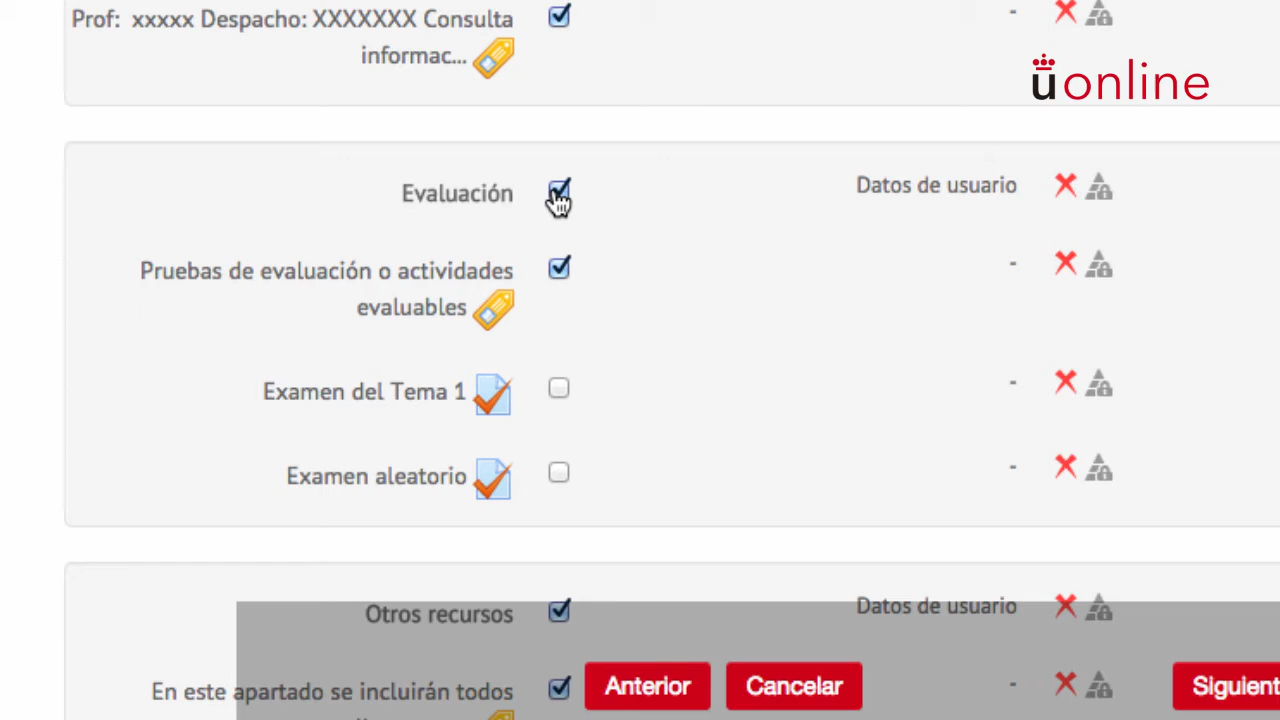 Prof: xxxxx Despacho: XXXXXXX Consulta
informac... -
uonline
Evaluación Datos de usuario
Pruebas de evaluación o actividades -
evaluables
Examen del Tema 1 -
Examen aleatorio -
Otros recursos Datos de usuario
En este apartado se incluirán todos -
Anterior Cancelar Siguient